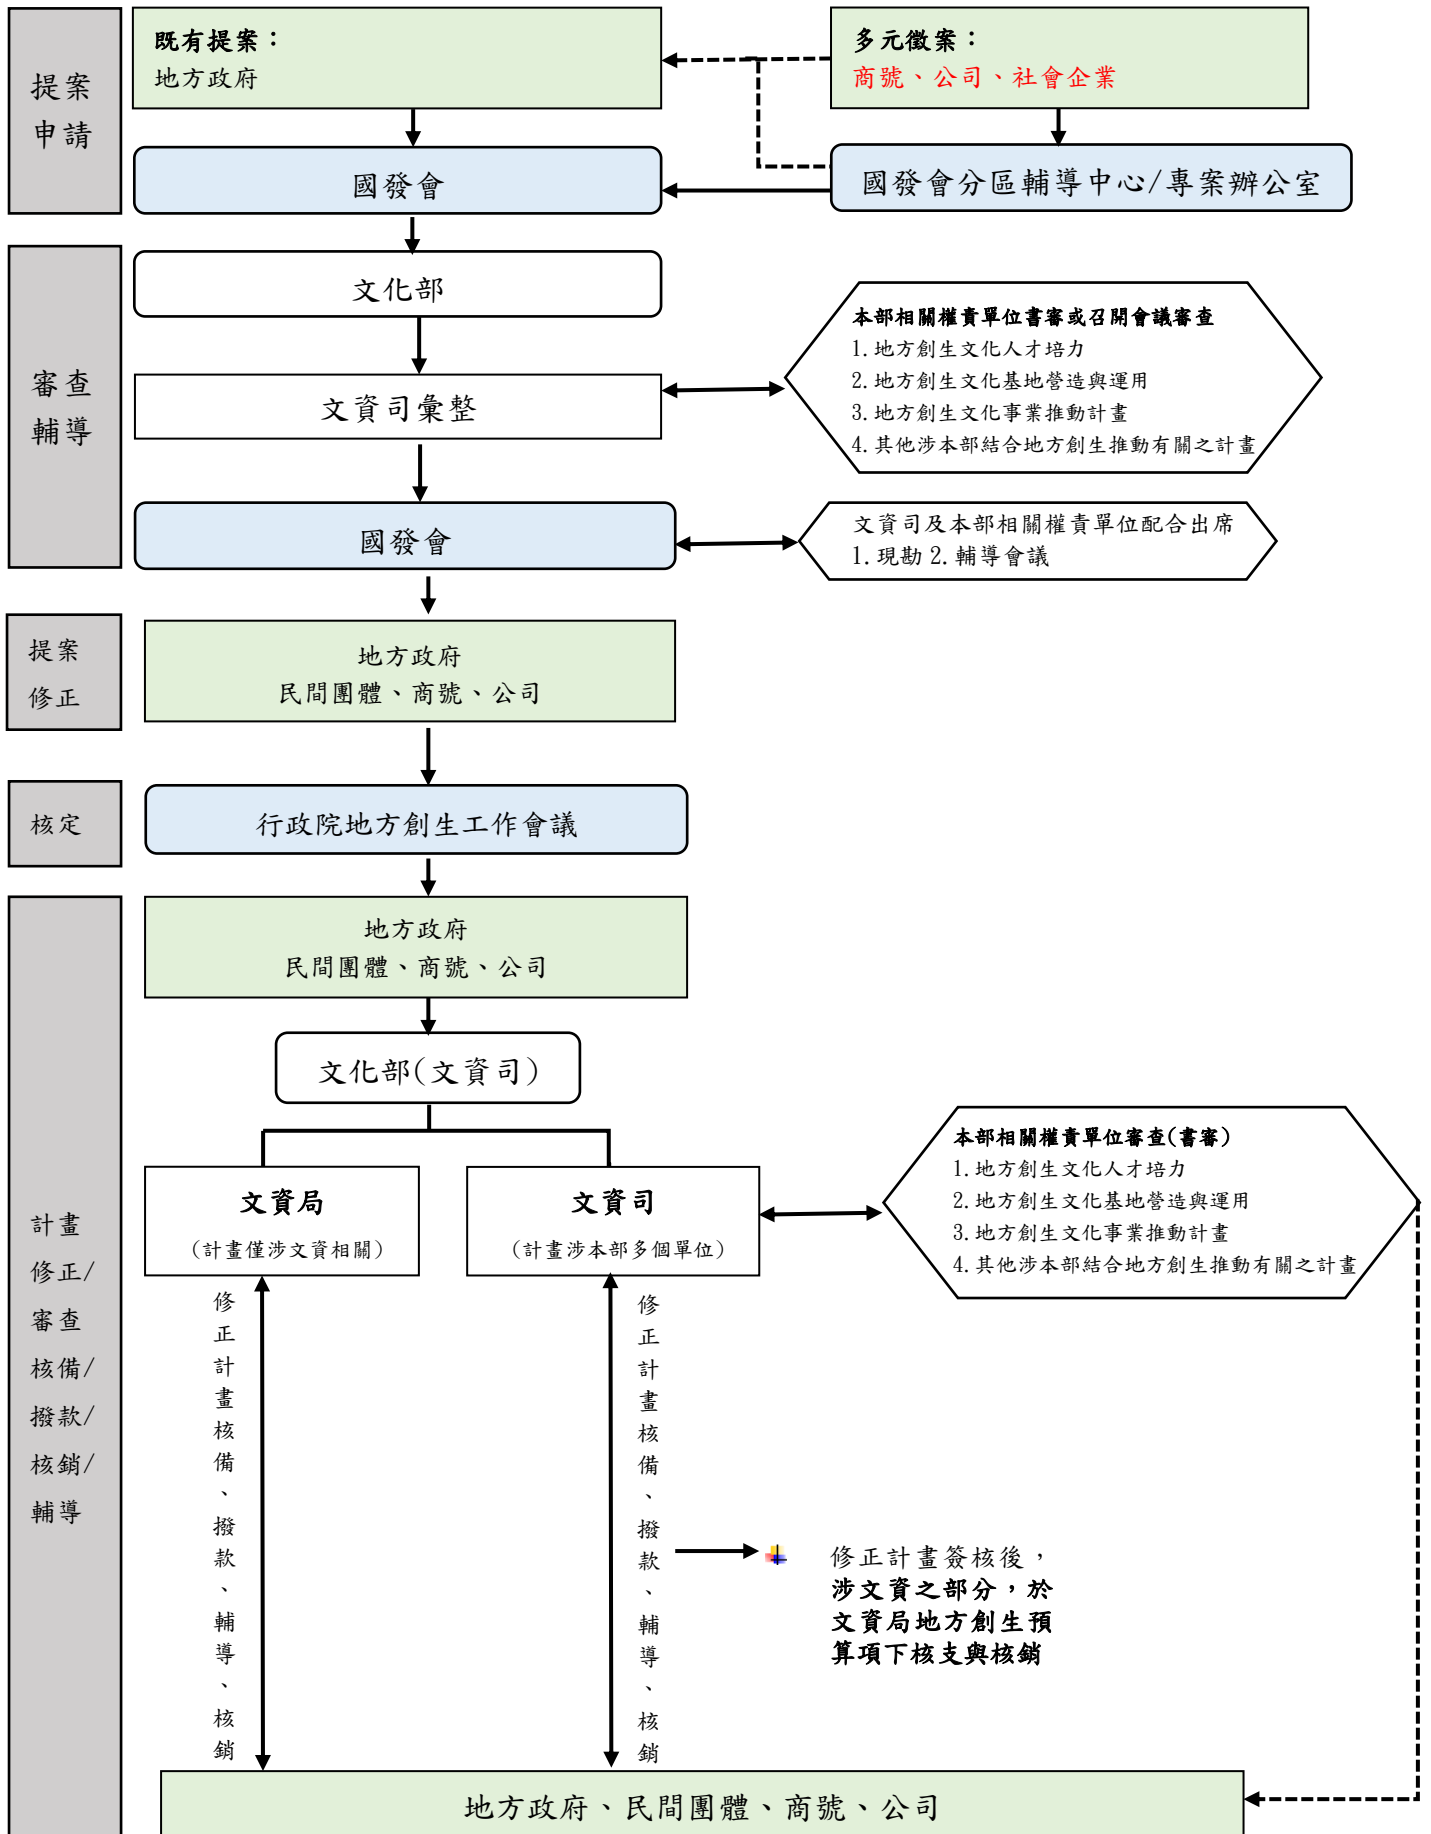 提案
申請
既有提案：
地方政府
多元徵案：
商號、公司、社會企業
國發會
國發會分區輔導中心/專案辦公室
審查
輔導
文化部
文資司彙整
本部相關權責單位書審或召開會議審查
1.地方創生文化人才培力
2.地方創生文化基地營造與運用
3.地方創生文化事業推動計畫
4.其他涉本部結合地方創生推動有關之計畫
國發會
文資司及本部相關權責單位配合出席
1.現勘 2.輔導會議
提案
修正
地方政府
民間團體、商號、公司
核定
行政院地方創生工作會議
計畫
修正/
審查
核備/
撥款/
核銷/
輔導
地方政府
民間團體、商號、公司
文化部(文資司)
文資局
(計畫僅涉文資相關)
文資司
(計畫涉本部多個單位)
本部相關權責單位審查(書審)
1.地方創生文化人才培力
2.地方創生文化基地營造與運用
3.地方創生文化事業推動計畫
4.其他涉本部結合地方創生推動有關之計畫
修正計畫核備、撥款、輔導、核銷
修正計畫核備、撥款、輔導、核銷
修正計畫簽核後，
涉文資之部分，於
文資局地方創生預
算項下核支與核銷
地方政府、民間團體、商號、公司